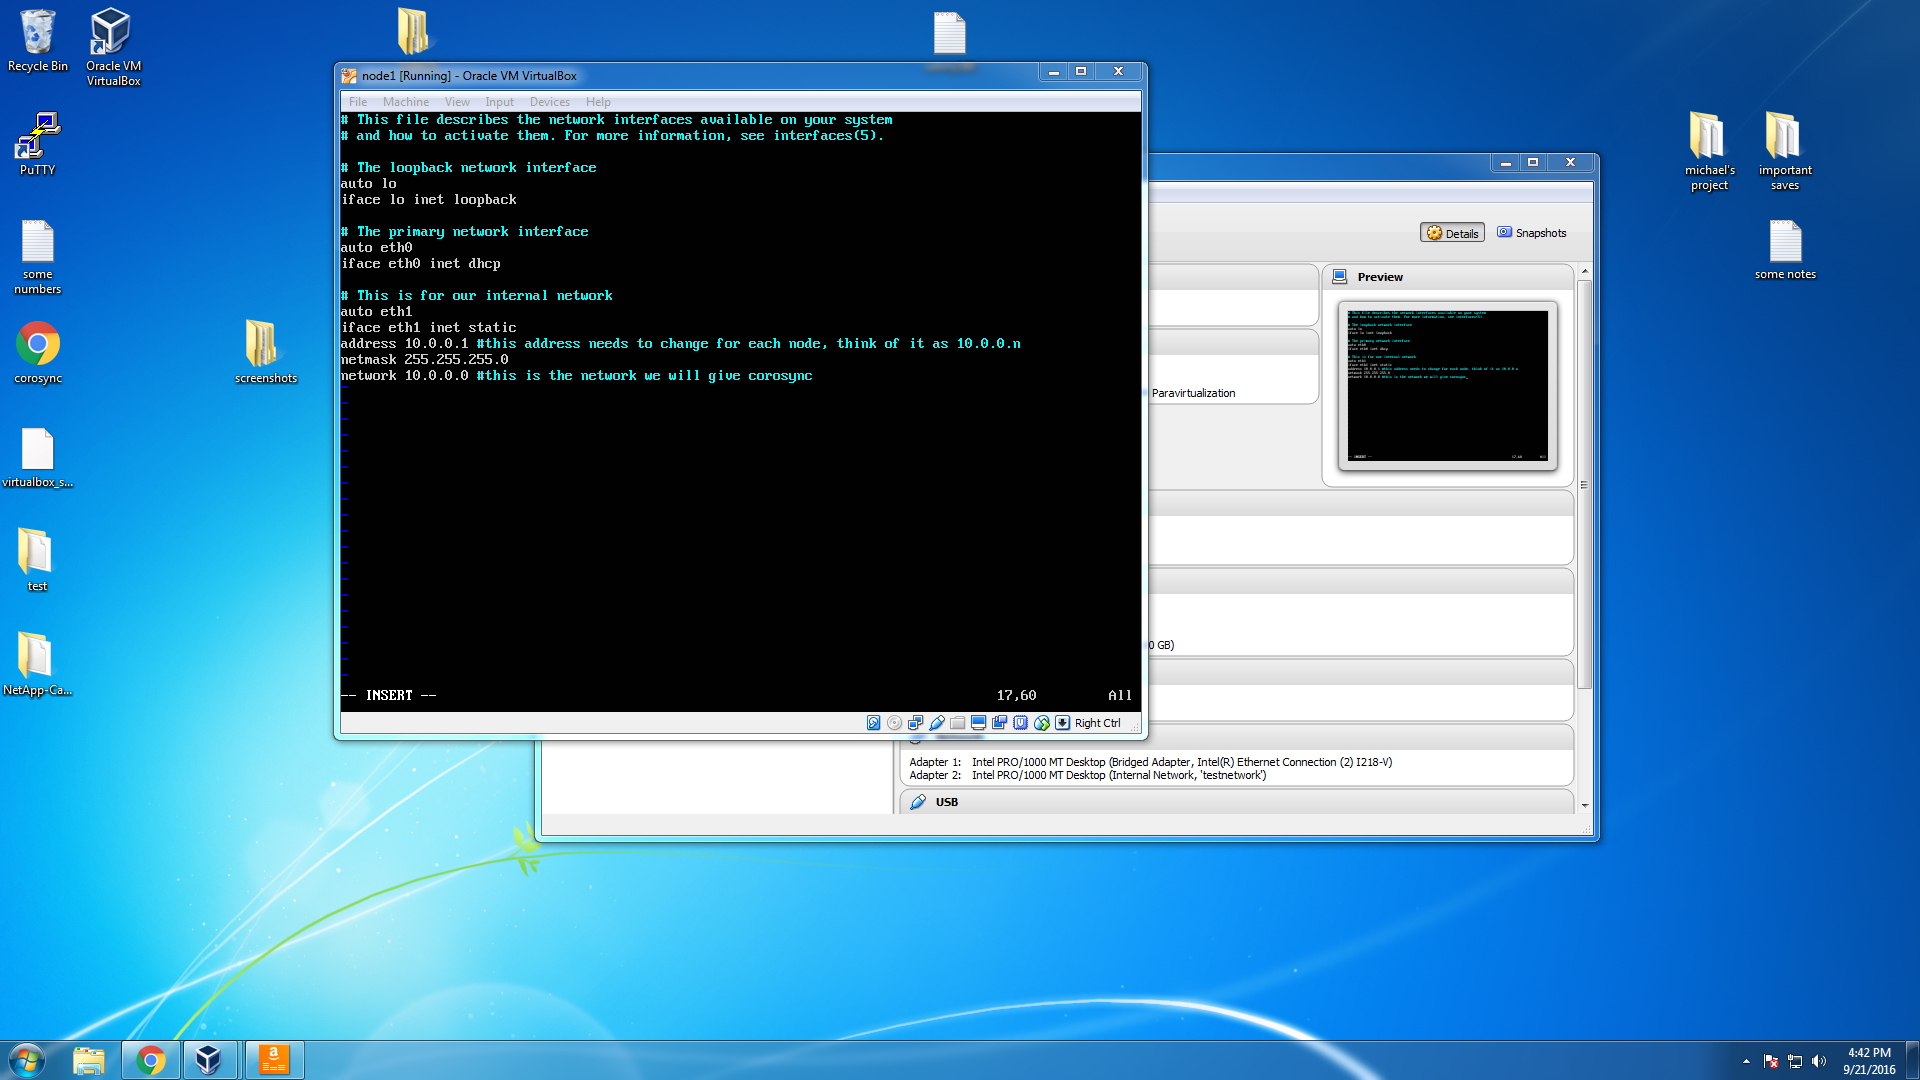 Recycle Bin
Oracle VM
VirtualBox
PuTTY
some
numbers
corosync
screenshots
virtualbox_s...
test
NetApp-Ca...
michael's
project
important
saves
some notes
node1 [Running] - Oracle VM VirtualBox
File Machine View Input Devices Help
# This file describes the network interfaces available on your system
# and how to activate them. For more information, see interfaces(5).
# The loopback network interface
auto lo
iface lo inet loopback
# The primary network interface
auto eth0
iface eth0 inet dhcp
# This is for our internal network
auto eth1
iface eth1 inet static
address 10.0.0.1 #this address needs to change for each node, think of it as 10.0.0.n
netmask 255.255.255.0
network 10.0.0.0 #this is the network we will give corosync
-- INSERT -- 17,60 All
Right Ctrl
Details Snapshots
Preview
Paravirtualization
0 GB)
Adapter 1: Intel PRO/1000 MT Desktop (Bridged Adapter, Intel(R) Ethernet Connection (2) I218-V)
Adapter 2: Intel PRO/1000 MT Desktop (Internal Network, 'testnetwork')
USB
4:42 PM
9/21/2016